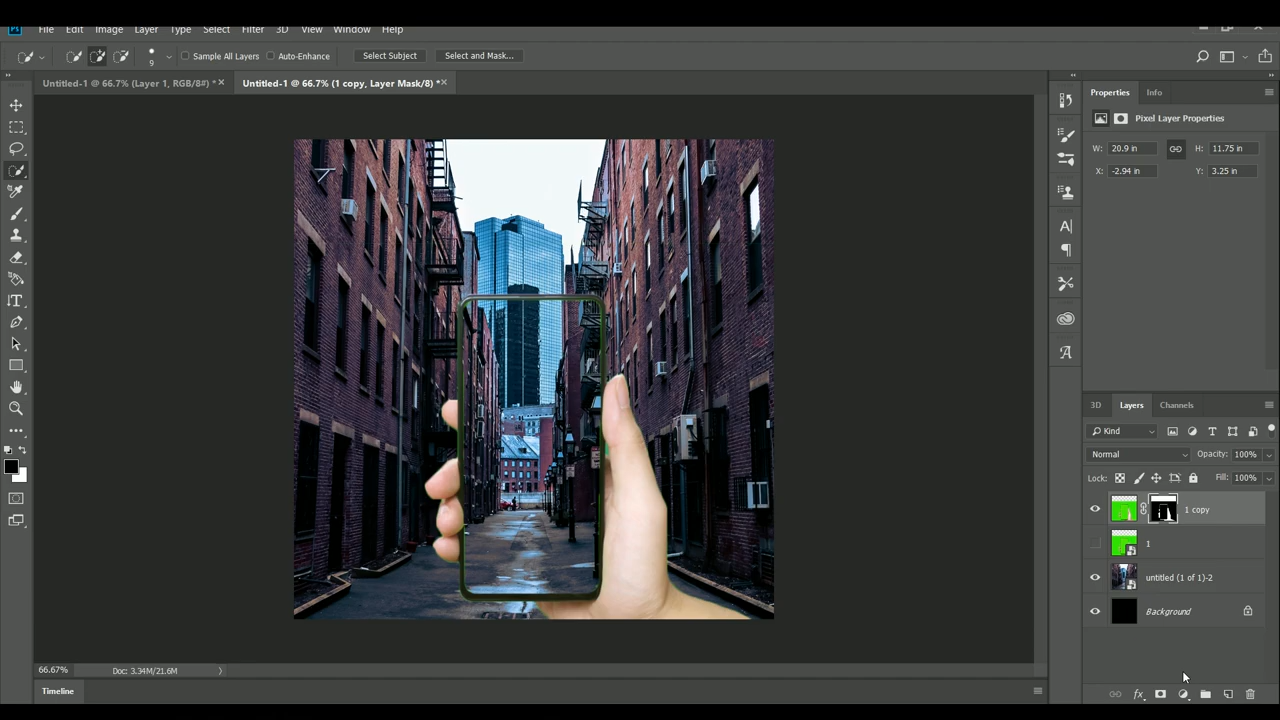 Ps File Edit Image Layer Type Select Filter 3D View Window Help
9 Sample All Layers Auto-Enhance Select Subject Select and Mask...
Untitled-1 @ 66.7% (Layer 1, RGB/8#) * Untitled-1 @ 66.7% (1 copy, Layer Mask/8) *
Properties Info
Pixel Layer Properties
W: 20.9 in H: 11.75 in
X: -2.94 in Y: 3.25 in
3D Layers Channels
Kind
Normal Opacity: 100%
Lock: Fill: 100%
1 copy
1
untitled (1 of 1)-2
Background
fx
66.67% Doc: 3.34M/21.6M
Timeline